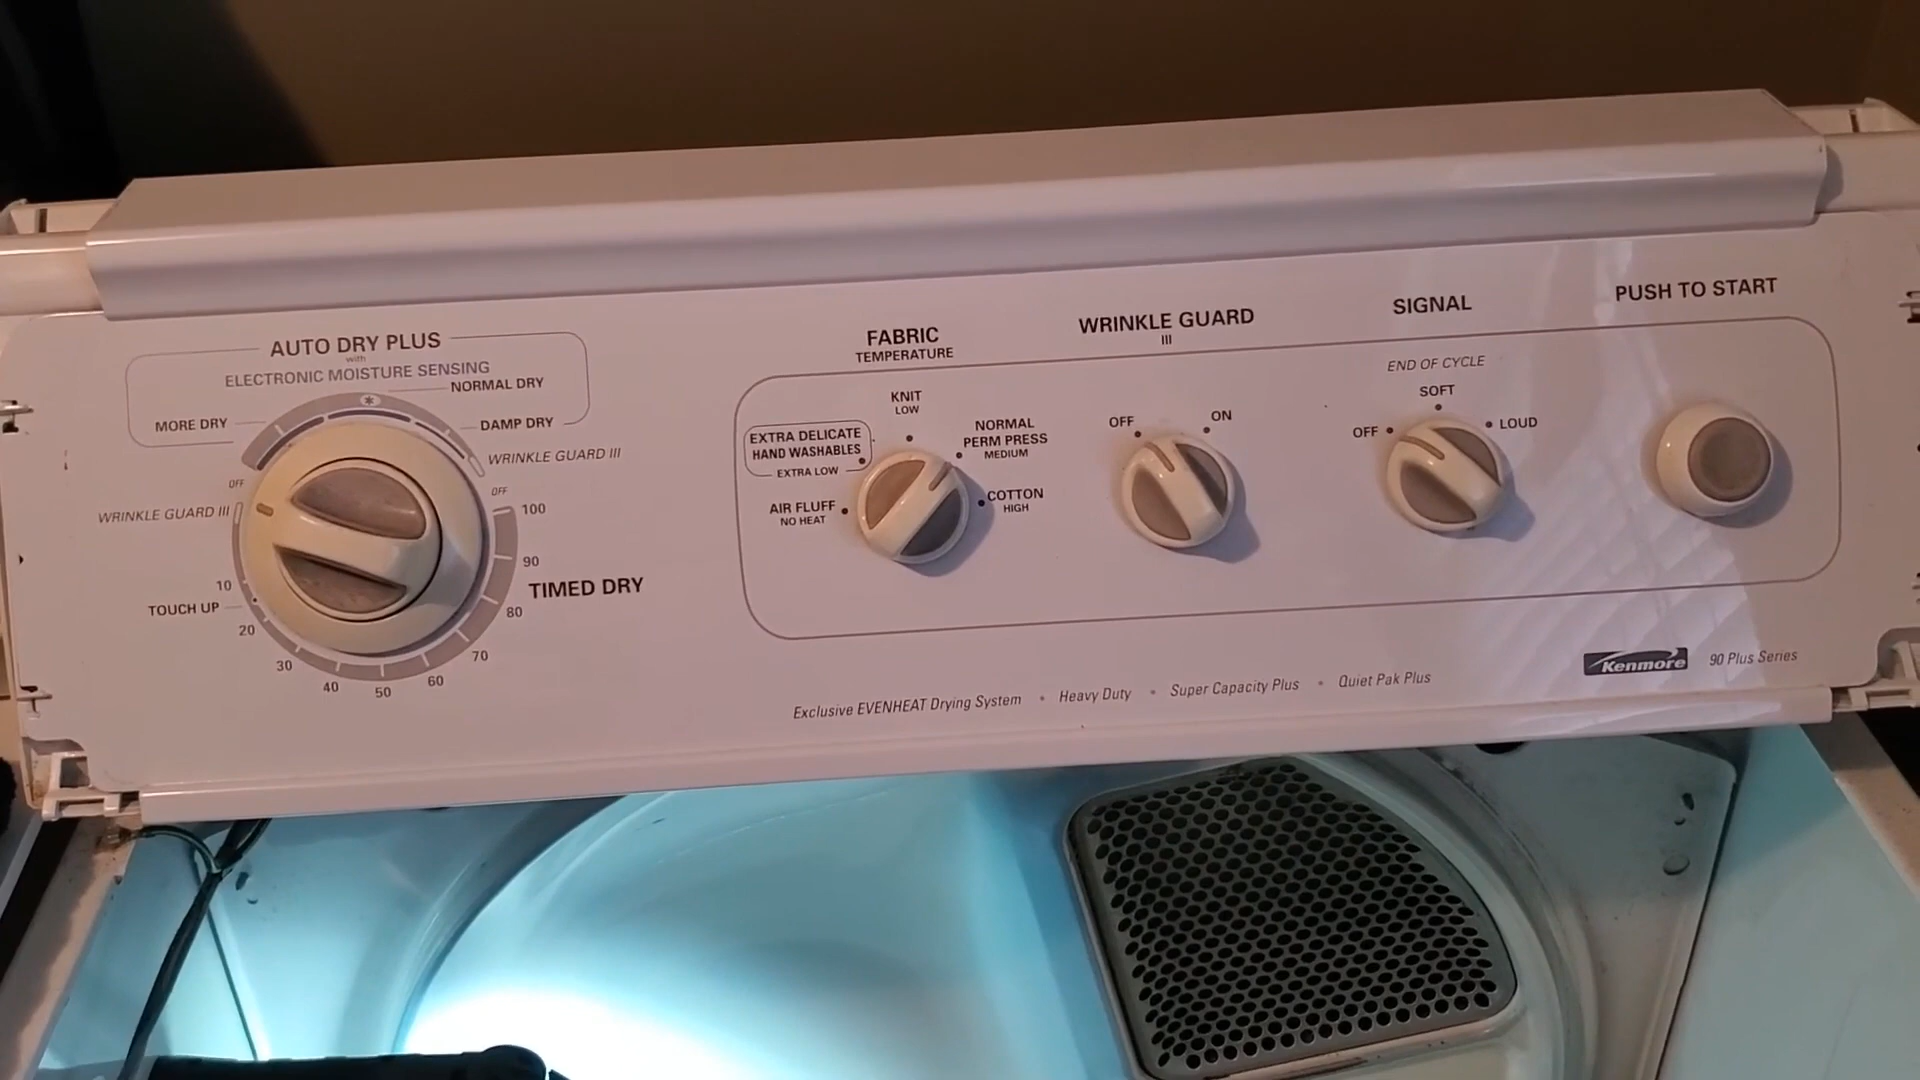 AUTO DRY PLUS
with
ELECTRONIC MOISTURE SENSING
NORMAL DRY
MORE DRY
DAMP DRY
WRINKLE GUARD III
OFF
OFF
WRINKLE GUARD III
100
90
10
TIMED DRY
TOUCH UP
80
20
70
30
60
40
50
FABRIC
TEMPERATURE
KNIT
LOW
EXTRA DELICATE
HAND WASHABLES
EXTRA LOW
NORMAL
PERM PRESS
MEDIUM
AIR FLUFF
NO HEAT
COTTON
HIGH
WRINKLE GUARD
III
OFF
ON
SIGNAL
END OF CYCLE
SOFT
OFF
LOUD
PUSH TO START
Exclusive EVENHEAT Drying System • Heavy Duty • Super Capacity Plus • Quiet Pak Plus
Kenmore 90 Plus Series